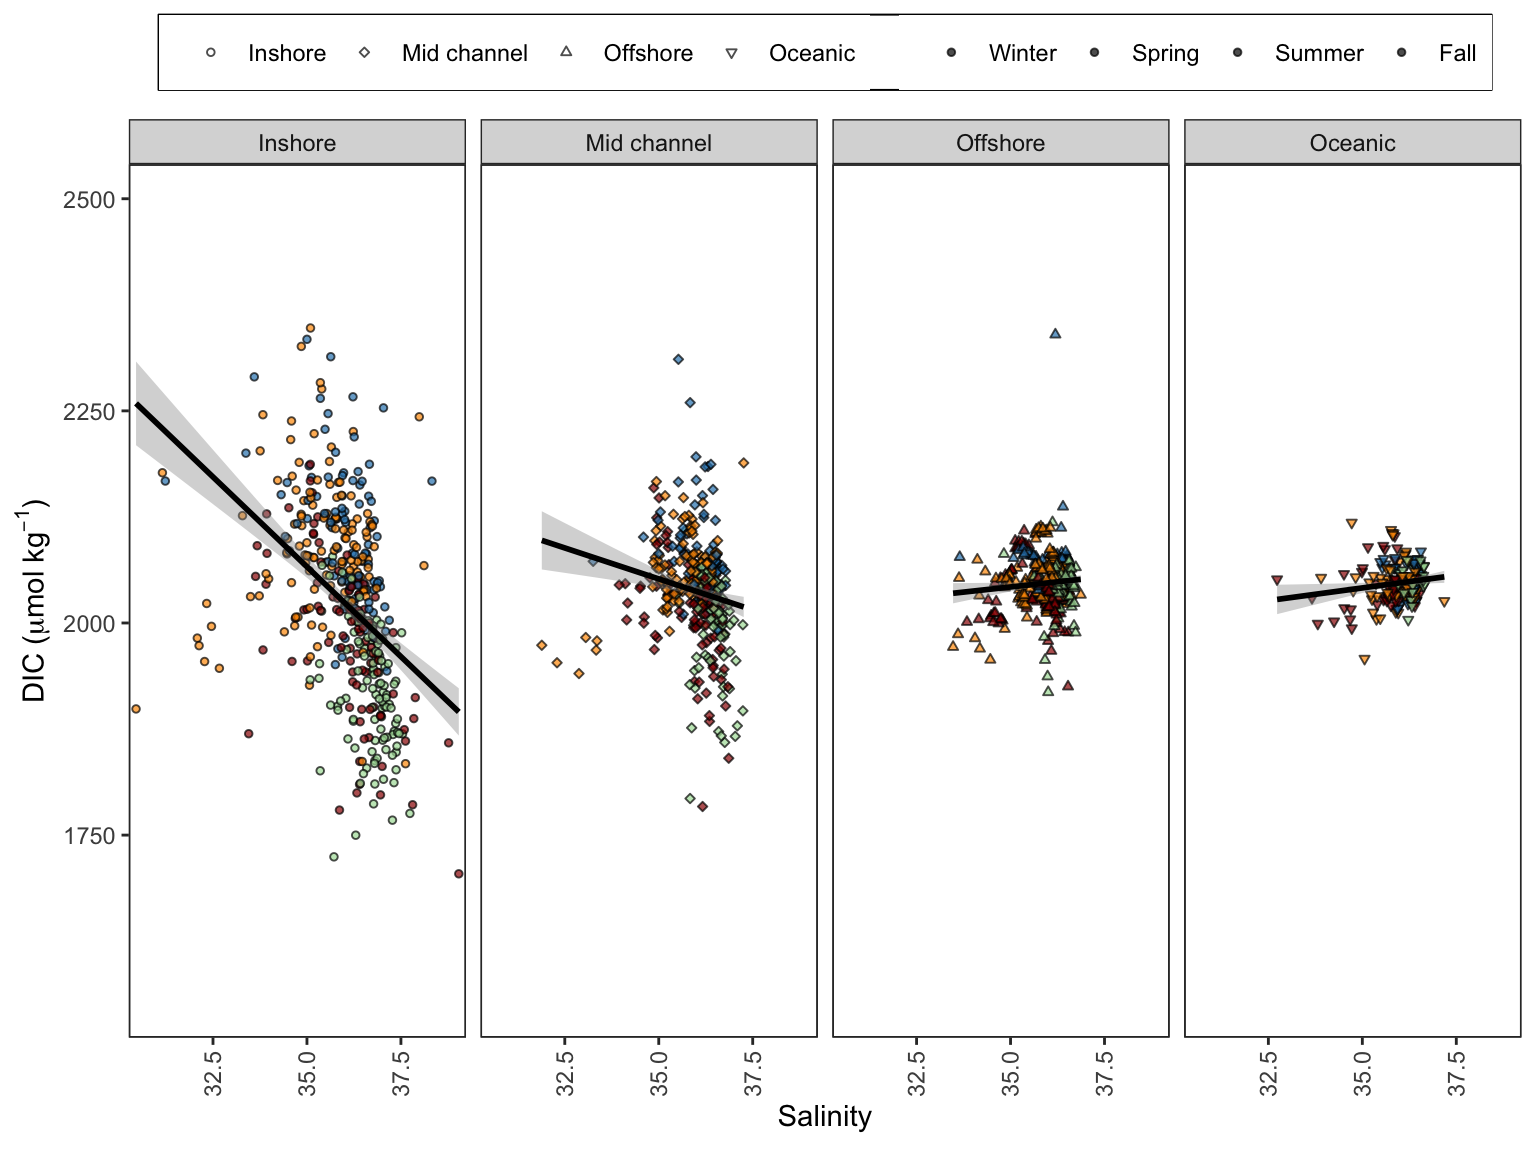 Inshore Mid channel Offshore Oceanic Winter Spring Summer Fall
Inshore Mid channel Offshore Oceanic
2500
2250
2000
1750
DIC (μmol kg⁻¹)
32.5 35.0 37.5 32.5 35.0 37.5 32.5 35.0 37.5 32.5 35.0 37.5
Salinity